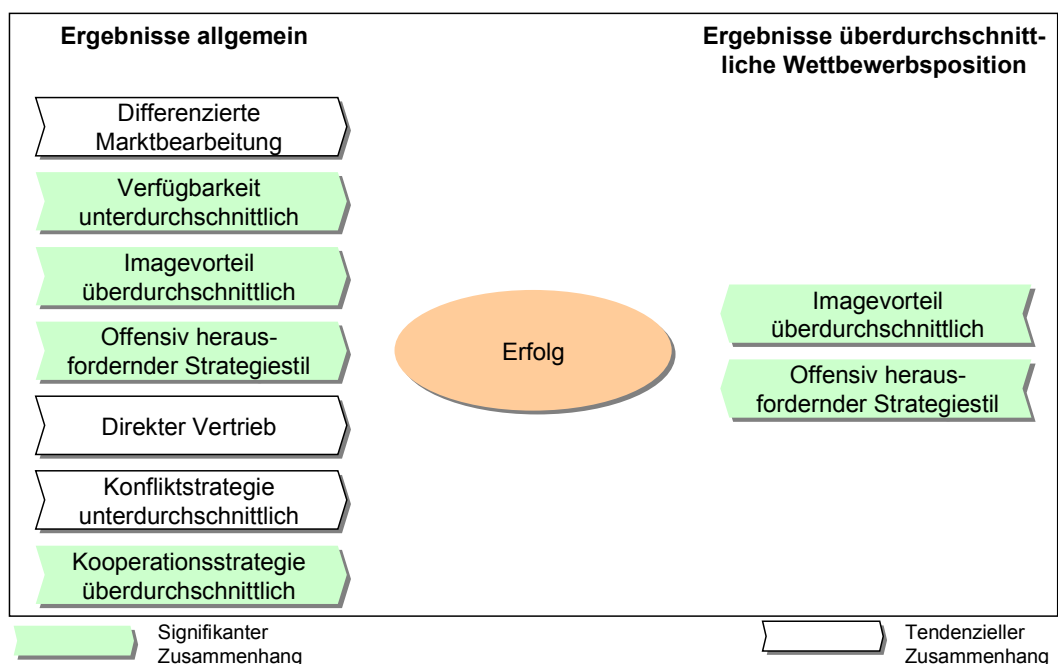 Ergebnisse allgemein
Ergebnisse überdurchschnitt-
liche Wettbewerbsposition
Differenzierte
Marktbearbeitung
Verfügbarkeit
unterdurchschnittlich
Imagevorteil
überdurchschnittlich
Offensiv heraus-
fordernder Strategiestil
Direkter Vertrieb
Konfliktstrategie
unterdurchschnittlich
Kooperationsstrategie
überdurchschnittlich
Erfolg
Imagevorteil
überdurchschnittlich
Offensiv heraus-
fordernder Strategiestil
Signifikanter
Zusammenhang
Tendenzieller
Zusammenhang